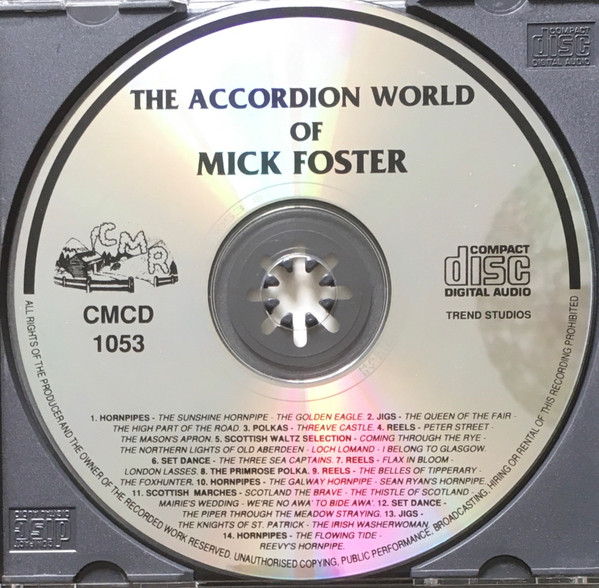 COMPACT
disc
DIGITAL AUDIO
THE ACCORDION WORLD
OF
MICK FOSTER
CMR
CMCD
1053
COMPACT
disc
DIGITAL AUDIO
TREND STUDIOS
1. HORNPIPES - THE SUNSHINE HORNPIPE - THE GOLDEN EAGLE. 2. JIGS - THE QUEEN OF THE FAIR -
THE HIGH PART OF THE ROAD. 3. POLKAS - THREAVE CASTLE. 4. REELS - PETER STREET -
THE MASON'S APRON. 5. SCOTTISH WALTZ SELECTION - COMING THROUGH THE RYE -
THE NORTHERN LIGHTS OF OLD ABERDEEN - LOCH LOMAND - I BELONG TO GLASGOW.
6. SET DANCE - THE THREE SEA CAPTAINS. 7. REELS - FLAX IN BLOOM -
LONDON LASSES. 8. THE PRIMROSE POLKA. 9. REELS - THE BELLES OF TIPPERARY -
THE FOXHUNTER. 10. HORNPIPES - THE GALWAY HORNPIPE - SEAN RYAN'S HORNPIPE.
11. SCOTTISH MARCHES - SCOTLAND THE BRAVE - THE THISTLE OF SCOTLAND -
MAIRIE'S WEDDING - WE'RE NO AWA' TO BIDE AWA'. 12. SET DANCE -
THE PIPER THROUGH THE MEADOW STRAYING. 13. JIGS -
THE KNIGHTS OF ST. PATRICK - THE IRISH WASHERWOMAN.
14. HORNPIPES - THE FLOWING TIDE -
REEVY'S HORNPIPE.
ALL RIGHTS OF THE PRODUCER AND THE OWNER OF THE RECORDED WORK RESERVED. UNAUTHORISED COPYING, PUBLIC PERFORMANCE, BROADCASTING, HIRING OR RENTAL OF THIS RECORDING PROHIBITED